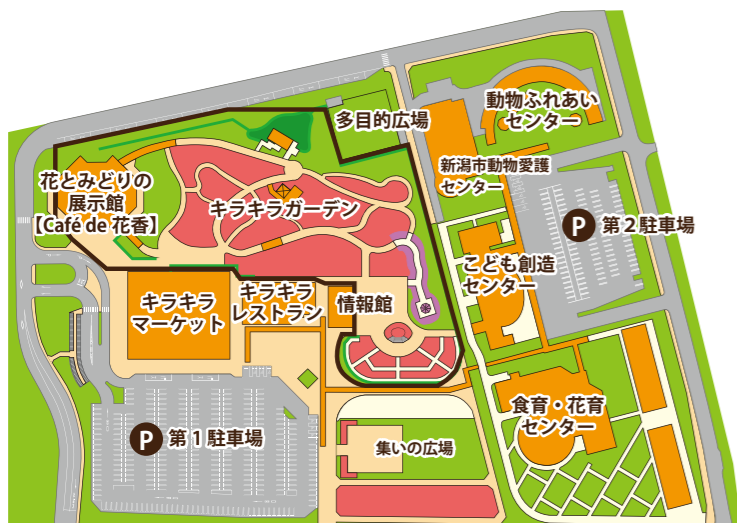 多目的広場
動物ふれあい
センター
新潟市動物愛護
センター
花とみどりの
展示館
【Café de 花香】
キラキラガーデン
P 第2駐車場
こども創造
センター
キラキラ
マーケット
キラキラ
レストラン
情報館
食育・花育
センター
P 第1駐車場
集いの広場